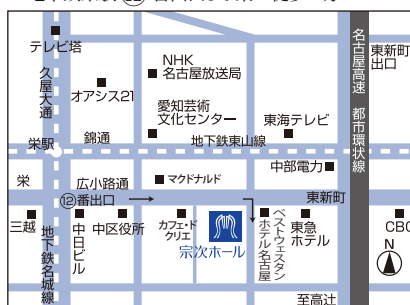 テレビ塔
NHK
名古屋放送局
名古屋高速 都市環状線
東新町
出口
久屋大通
オアシス21
愛知芸術
文化センター
東海テレビ
栄駅
錦通
地下鉄東山線
中部電力
栄
広小路通
マクドナルド
東新町
⑫番出口
三越
地下鉄名城線
中日ビル
中区役所
カフェ・ド
クリエ
宗次ホール
ベストウェスタン
ホテル名古屋
東急
ホテル
CBC
N
至高辻